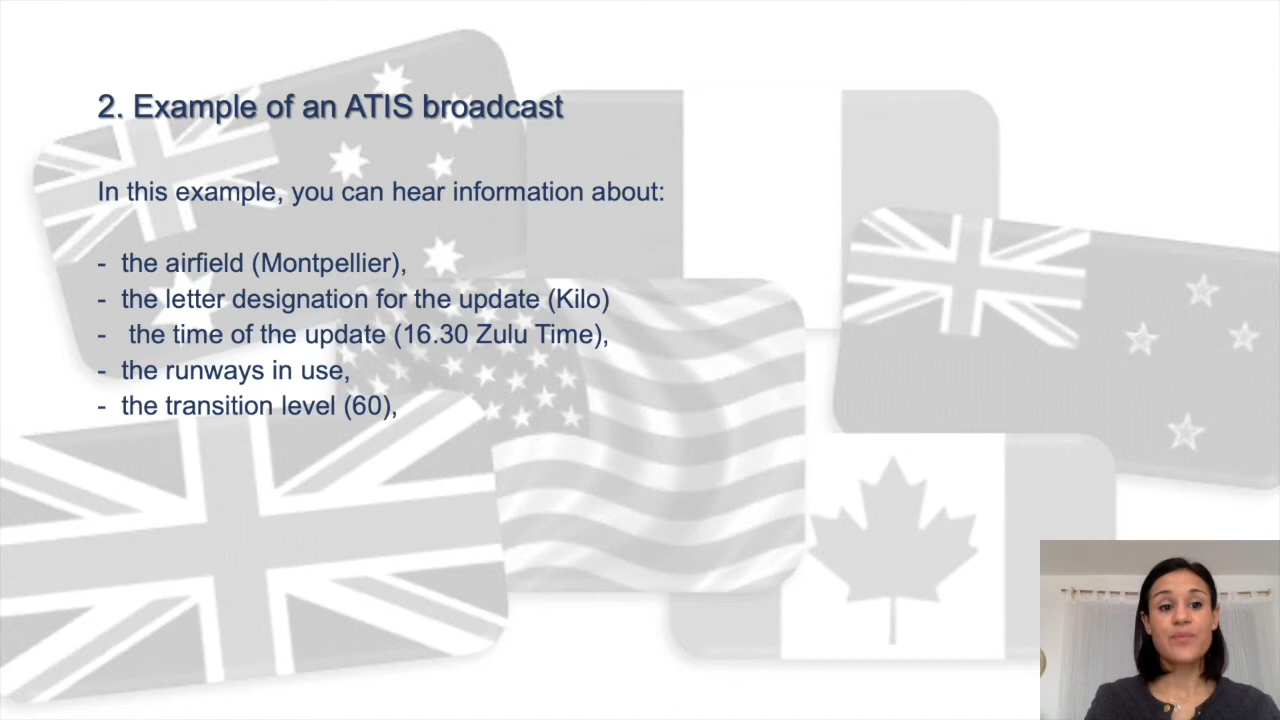 2. Example of an ATIS broadcast
In this example, you can hear information about:
- the airfield (Montpellier),
- the letter designation for the update (Kilo)
- the time of the update (16.30 Zulu Time),
- the runways in use,
- the transition level (60),